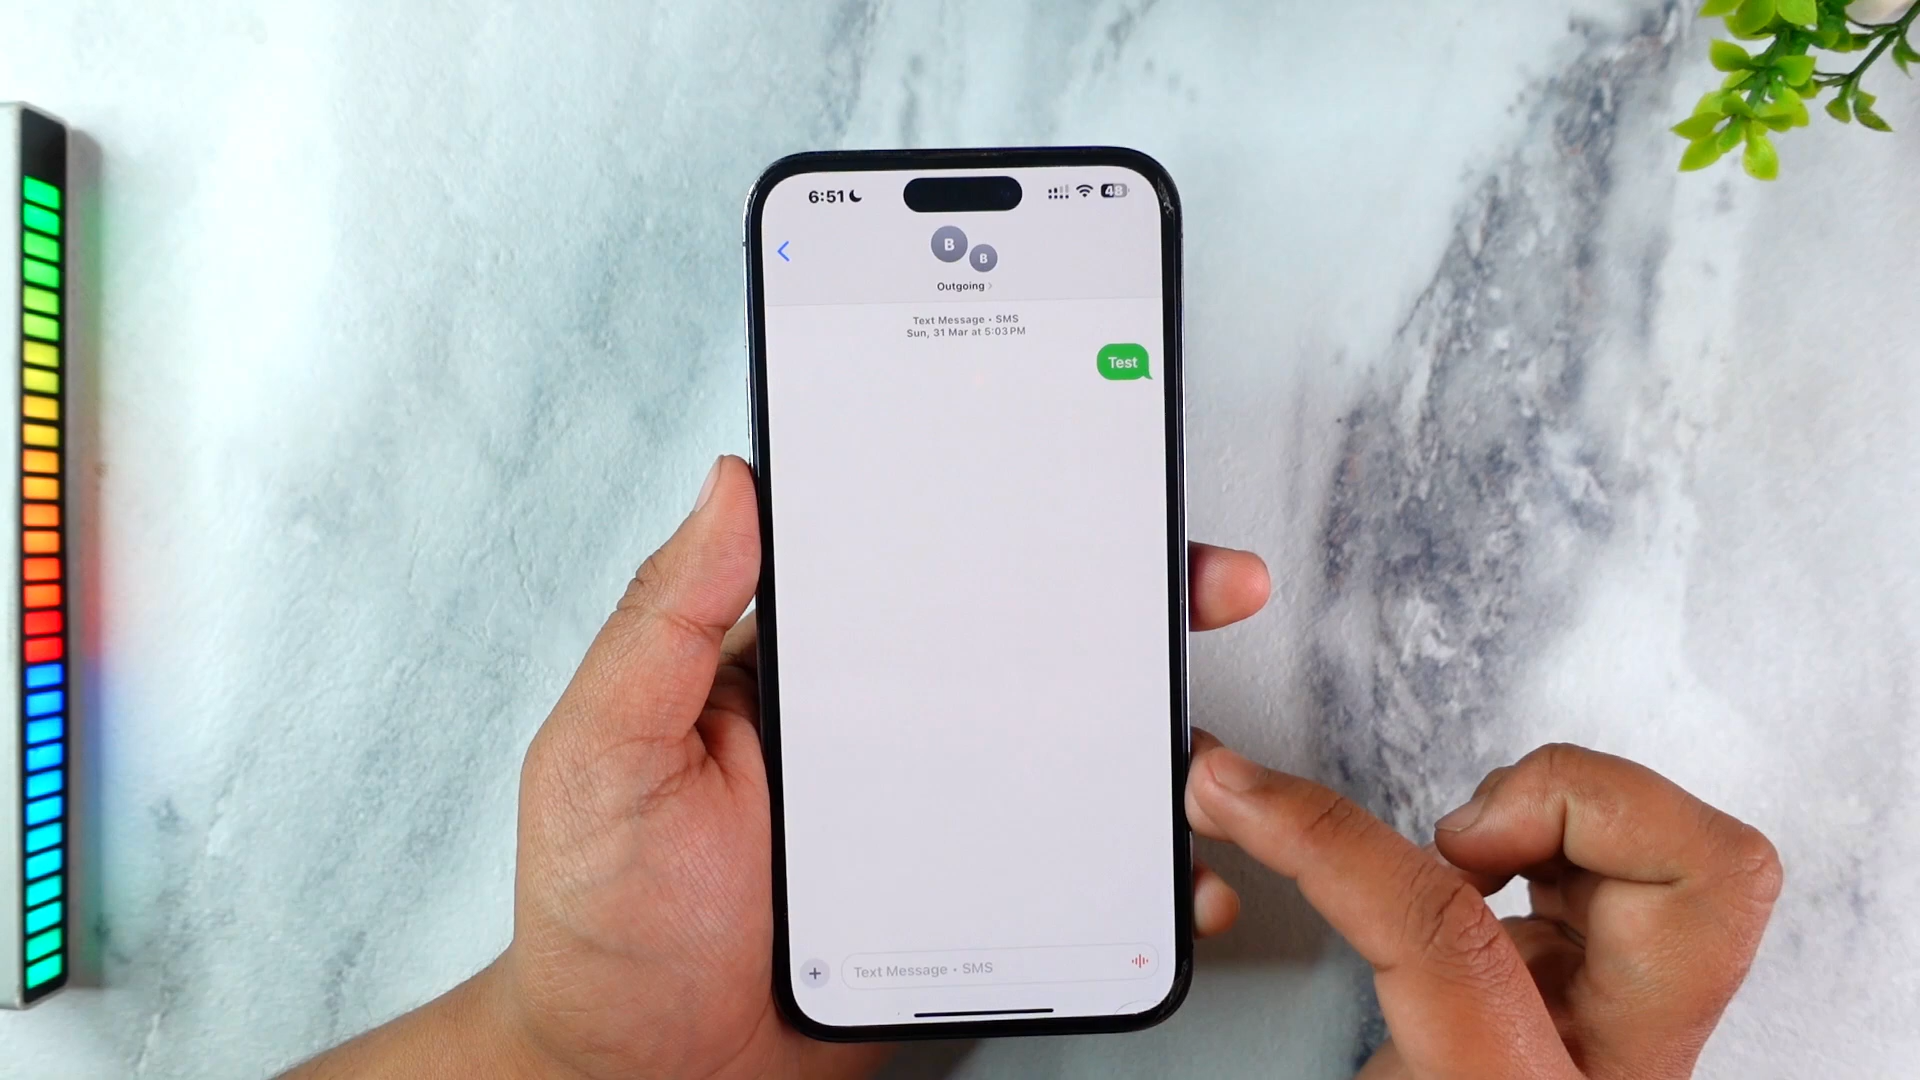 6:51
48
B
B
Outgoing
Text Message • SMS
Sun, 31 Mar at 5:03 PM
Test
Text Message • SMS